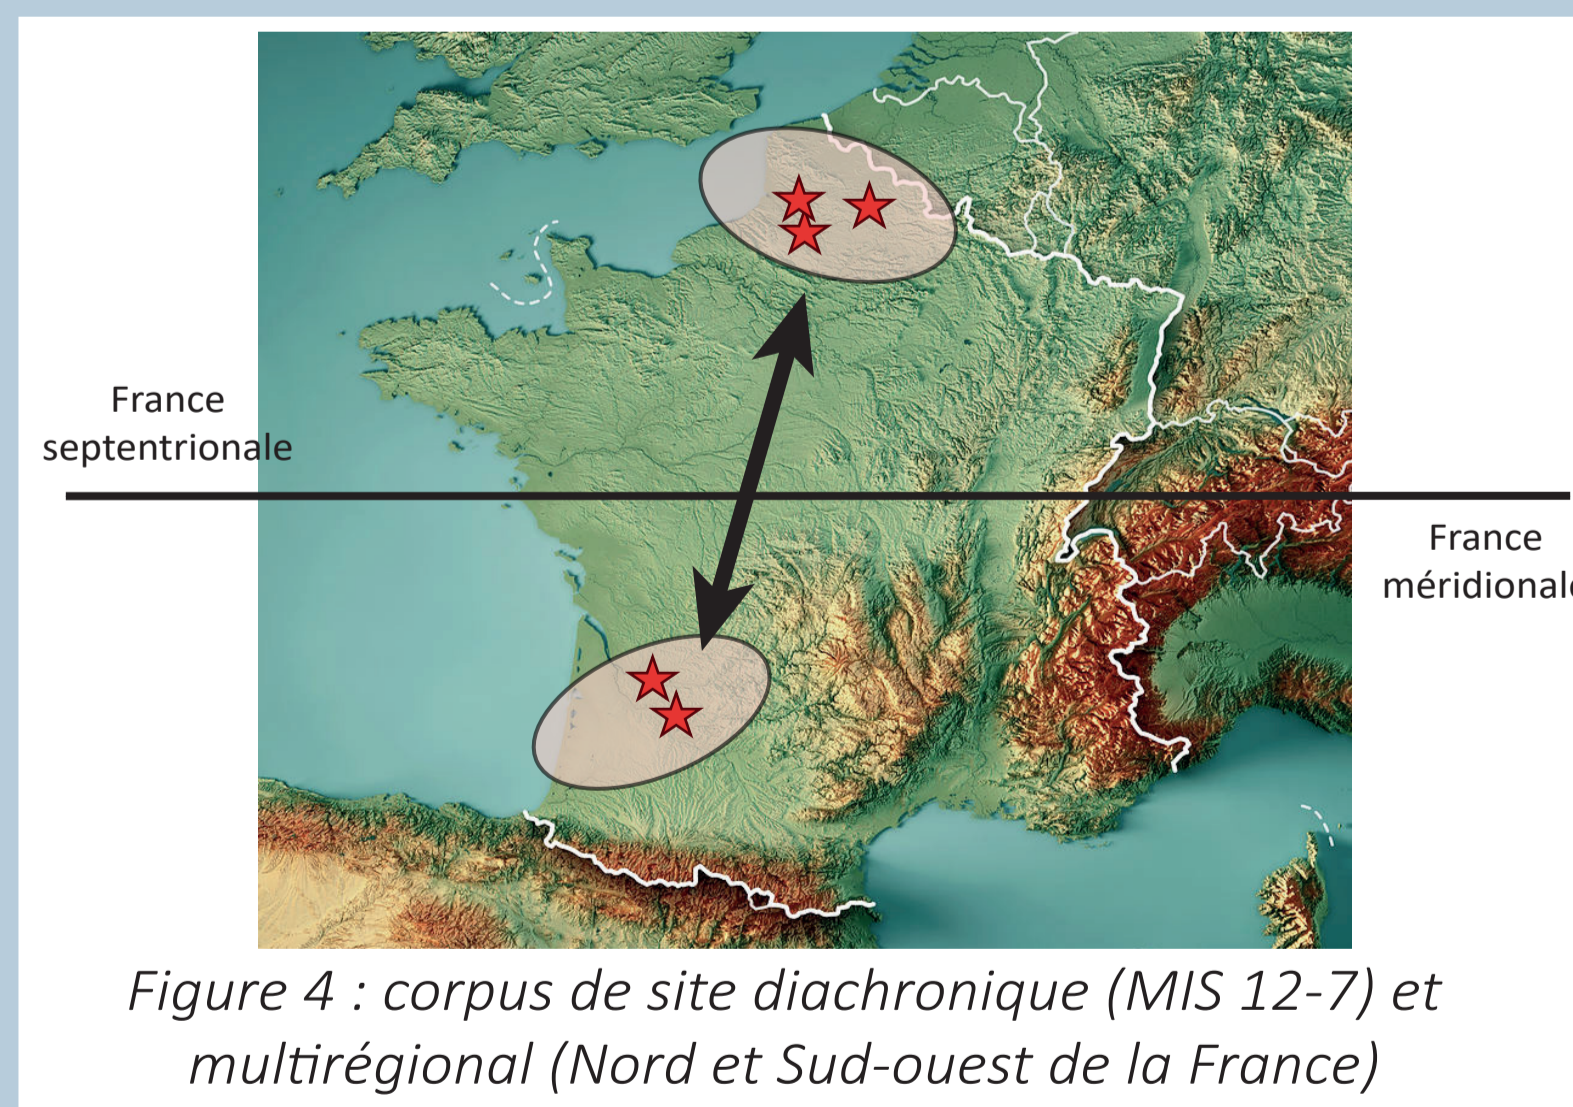 France
septentrionale
France
méridionale
Figure 4 : corpus de site diachronique (MIS 12-7) et
multirégional (Nord et Sud-ouest de la France)